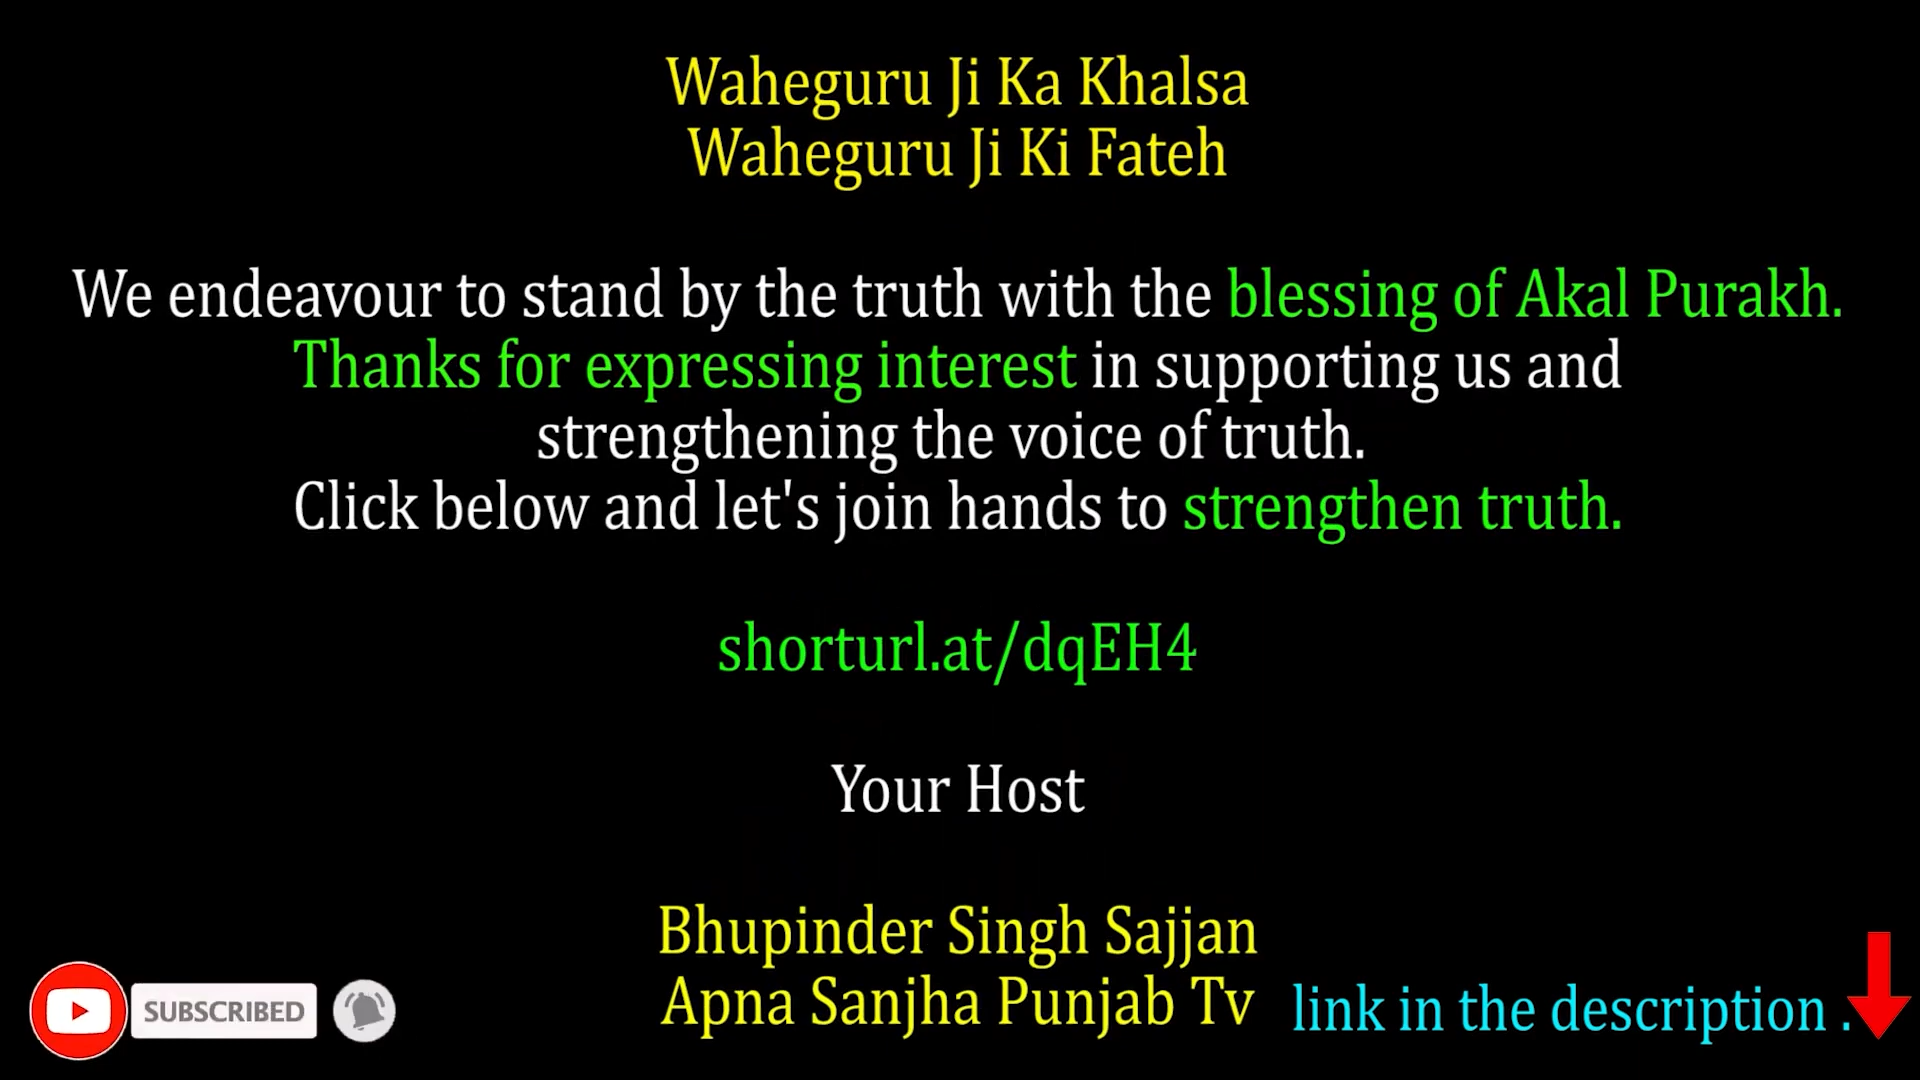 Waheguru Ji Ka Khalsa
Waheguru Ji Ki Fateh
We endeavour to stand by the truth with the blessing of Akal Purakh.
Thanks for expressing interest in supporting us and
strengthening the voice of truth.
Click below and let's join hands to strengthen truth.
shorturl.at/dqEH4
Your Host
Bhupinder Singh Sajjan
Apna Sanjha Punjab Tv
link in the description .
SUBSCRIBED